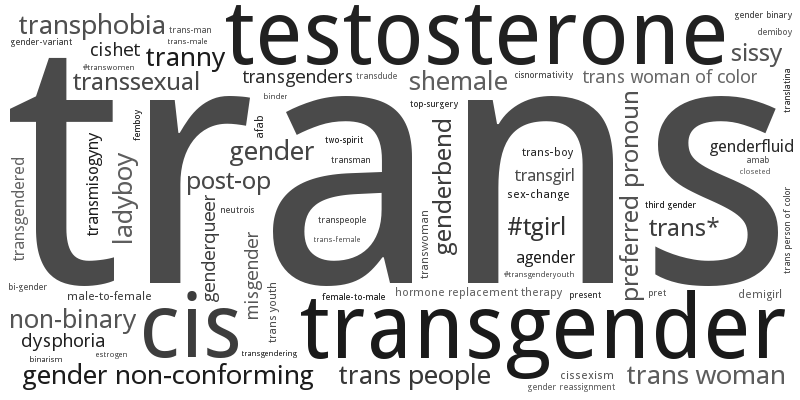 transphobia
trans-man
testosterone
gender binary
gender-variant
cishet
tranny
trans-male
demiboy
sissy
#transwomen
transsexual
transgenders
transdude
shemale
cisnormativity
trans woman of color
translatina
trans
binder
top-surgery
femboy
afab
two-spirit
transmisogyny
ladyboy
gender
transman
trans-boy
genderfluid
amab
closeted
transgendered
post-op
genderbend
transgirl
sex-change
preferred pronoun
third gender
trans person of color
genderqueer
neutrois
transpeople
trans-female
transwoman
#tgirl
trans*
misgender
agender
#transgenderyouth
bi-gender
male-to-female
trans youth
female-to-male
hormone replacement therapy
present
pret
demigirl
non-binary
cis
transgender
dysphoria
binarism
estrogen
transgendering
gender non-conforming
trans people
cissexism
gender reassignment
trans woman